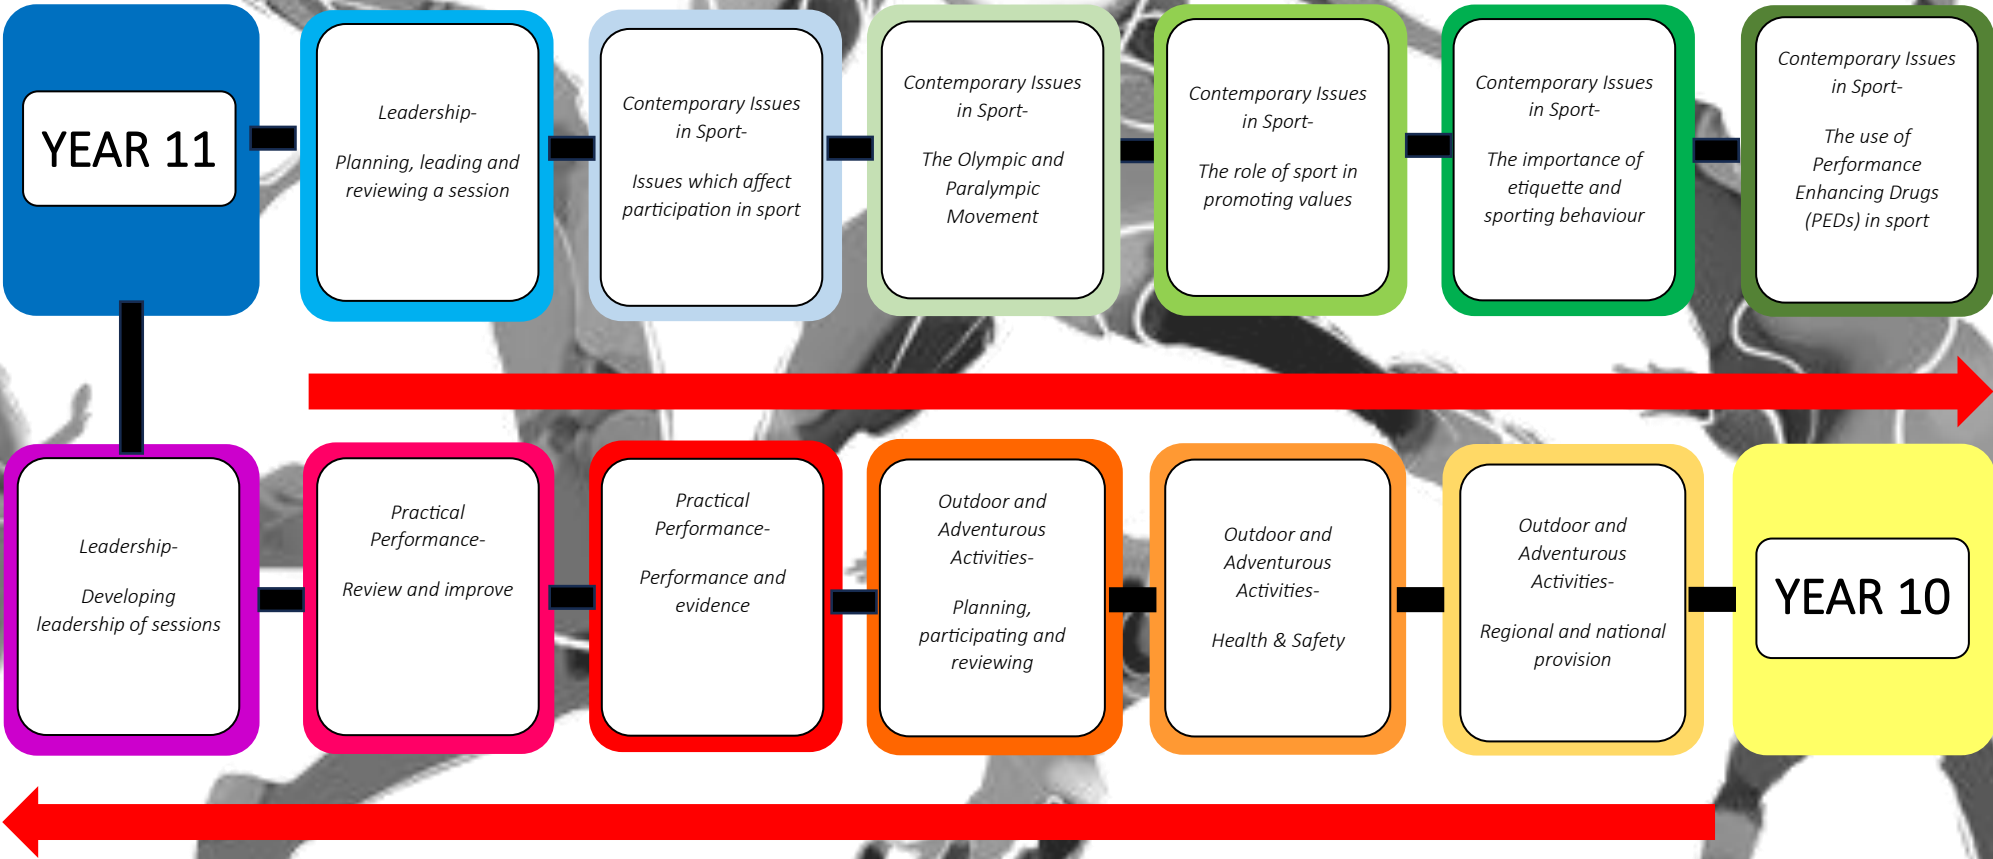 YEAR 11
Leadership-
Planning, leading and
reviewing a session
Contemporary Issues
in Sport-
Issues which affect
participation in sport
Contemporary Issues
in Sport-
The Olympic and
Paralympic
Movement
Contemporary Issues
in Sport-
The role of sport in
promoting values
Contemporary Issues
in Sport-
The importance of
etiquette and
sporting behaviour
Contemporary Issues
in Sport-
The use of
Performance
Enhancing Drugs
(PEDs) in sport
Leadership-
Developing
leadership of sessions
Practical
Performance-
Review and improve
Practical
Performance-
Performance and
evidence
Outdoor and
Adventurous
Activities-
Planning,
participating and
reviewing
Outdoor and
Adventurous
Activities-
Health & Safety
Outdoor and
Adventurous
Activities-
Regional and national
provision
YEAR 10